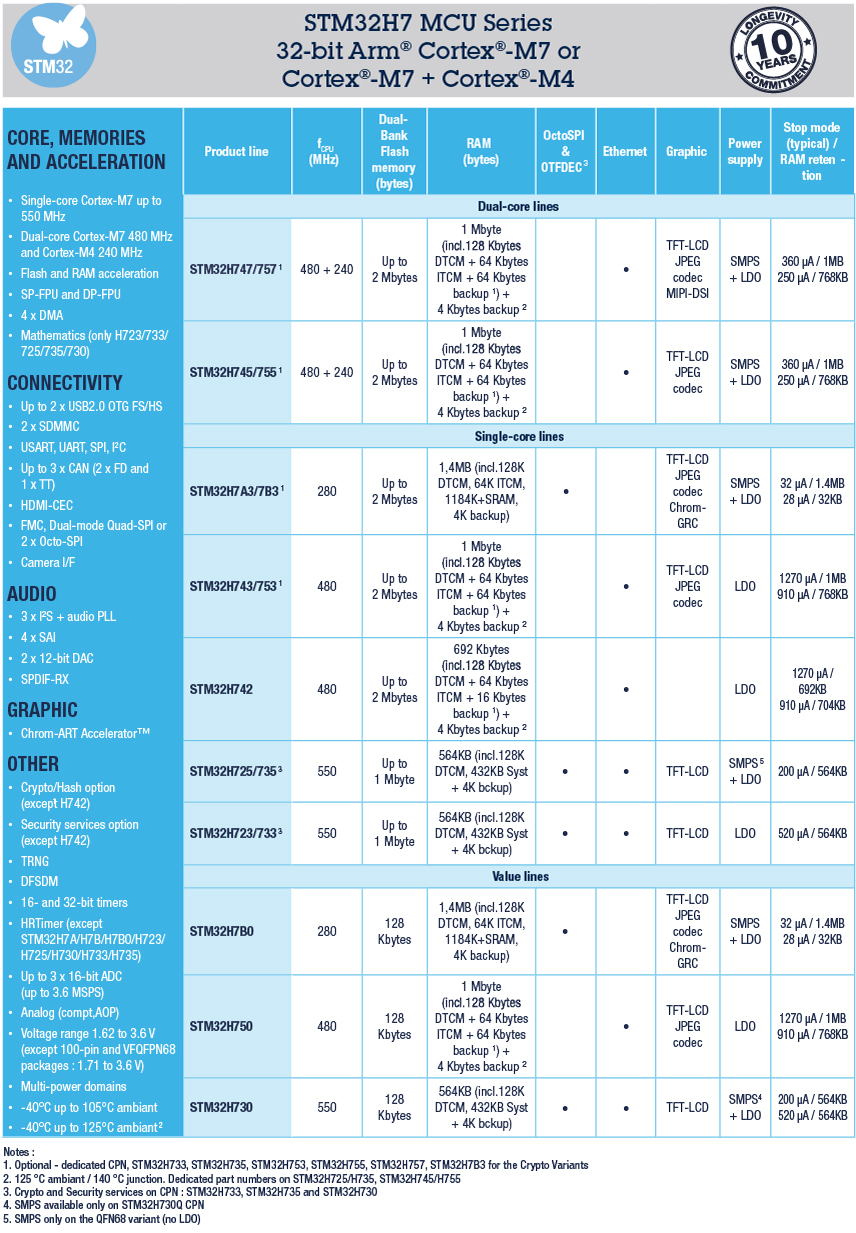 STM32
STM32H7 MCU Series
32-bit Arm® Cortex®-M7 or
Cortex®-M7 + Cortex®-M4
LONGEVITY
10
YEARS
COMMITMENT
CORE, MEMORIES
AND ACCELERATION
• Single-core Cortex-M7 up to
550 MHz
• Dual-core Cortex-M7 480 MHz
and Cortex-M4 240 MHz
• Flash and RAM acceleration
• SP-FPU and DP-FPU
• 4 x DMA
• Mathematics (only H723/733/
725/735/730)
CONNECTIVITY
• Up to 2 x USB2.0 OTG FS/HS
• 2 x SDMMC
• USART, UART, SPI, I²C
• Up to 3 x CAN (2 x FD and
1 x TT)
• HDMI-CEC
• FMC, Dual-mode Quad-SPI or
2 x Octo-SPI
• Camera I/F
AUDIO
• 3 x I²S + audio PLL
• 4 x SAI
• 2 x 12-bit DAC
• SPDIF-RX
GRAPHIC
• Chrom-ART Accelerator™
OTHER
• Crypto/Hash option
(except H742)
• Security services option
(except H742)
• TRNG
• DFSDM
• 16- and 32-bit timers
• HRTimer (except
STM32H7A/H7B/H7B0/H723/
H725/H730/H733/H735)
• Up to 3 x 16-bit ADC
(up to 3.6 MSPS)
• Analog (compt,AOP)
• Voltage range 1.62 to 3.6 V
(except 100-pin and VFQFPN68
packages : 1.71 to 3.6 V)
• Multi-power domains
• -40°C up to 105°C ambiant
• -40°C up to 125°C ambiant²
Product line
fCPU
(MHz)
Dual-
Bank
Flash
memory
(bytes)
RAM
(bytes)
OctoSPI
&
OTFDEC³
Ethernet
Graphic
Power
supply
Stop mode
(typical) /
RAM reten -
tion
Dual-core lines
STM32H747/757 ¹
480 + 240
Up to
2 Mbytes
1 Mbyte
(incl.128 Kbytes
DTCM + 64 Kbytes
ITCM + 64 Kbytes
backup ¹) +
4 Kbytes backup ²
•
TFT-LCD
JPEG
codec
MIPI-DSI
SMPS
+ LDO
360 µA / 1MB
250 µA / 768KB
STM32H745/755 ¹
480 + 240
Up to
2 Mbytes
1 Mbyte
(incl.128 Kbytes
DTCM + 64 Kbytes
ITCM + 64 Kbytes
backup ¹) +
4 Kbytes backup ²
•
TFT-LCD
JPEG
codec
SMPS
+ LDO
360 µA / 1MB
250 µA / 768KB
Single-core lines
STM32H7A3/7B3 ¹
280
Up to
2 Mbytes
1,4MB (incl.128K
DTCM, 64K ITCM,
1184K+SRAM,
4K backup)
•
TFT-LCD
JPEG
codec
Chrom-
GRC
SMPS
+ LDO
32 µA / 1.4MB
28 µA / 32KB
STM32H743/753 ¹
480
Up to
2 Mbytes
1 Mbyte
(incl.128 Kbytes
DTCM + 64 Kbytes
ITCM + 64 Kbytes
backup ¹) +
4 Kbytes backup ²
•
TFT-LCD
JPEG
codec
LDO
1270 µA / 1MB
910 µA / 768KB
STM32H742
480
Up to
2 Mbytes
692 Kbytes
(incl.128 Kbytes
DTCM + 64 Kbytes
ITCM + 16 Kbytes
backup ¹) +
4 Kbytes backup ²
•
LDO
1270 µA /
692KB
910 µA / 704KB
STM32H725/735 ³
550
Up to
1 Mbyte
564KB (incl.128K
DTCM, 432KB Syst
+ 4K bckup)
•
•
TFT-LCD
SMPS⁵
+ LDO
200 µA / 564KB
STM32H723/733 ³
550
Up to
1 Mbyte
564KB (incl.128K
DTCM, 432KB Syst
+ 4K bckup)
•
•
TFT-LCD
LDO
520 µA / 564KB
Value lines
STM32H7B0
280
128
Kbytes
1,4MB (incl.128K
DTCM, 64K ITCM,
1184K+SRAM,
4K backup)
•
TFT-LCD
JPEG
codec
Chrom-
GRC
SMPS
+ LDO
32 µA / 1.4MB
28 µA / 32KB
STM32H750
480
128
Kbytes
1 Mbyte
(incl.128 Kbytes
DTCM + 64 Kbytes
ITCM + 64 Kbytes
backup ¹) +
4 Kbytes backup ²
•
TFT-LCD
JPEG
codec
LDO
1270 µA / 1MB
910 µA / 768KB
STM32H730
550
128
Kbytes
564KB (incl.128K
DTCM, 432KB Syst
+ 4K bckup)
•
•
TFT-LCD
SMPS⁴
+ LDO
200 µA / 564KB
520 µA / 564KB
Notes :
1. Optional - dedicated CPN, STM32H733, STM32H735, STM32H753, STM32H755, STM32H757, STM32H7B3 for the Crypto Variants
2. 125 °C ambiant / 140 °C junction. Dedicated part numbers on STM32H725/H735, STM32H745/H755
3. Crypto and Security services on CPN : STM32H733, STM32H735 and STM32H730
4. SMPS available only on STM32H730Q CPN
5. SMPS only on the QFN68 variant (no LDO)